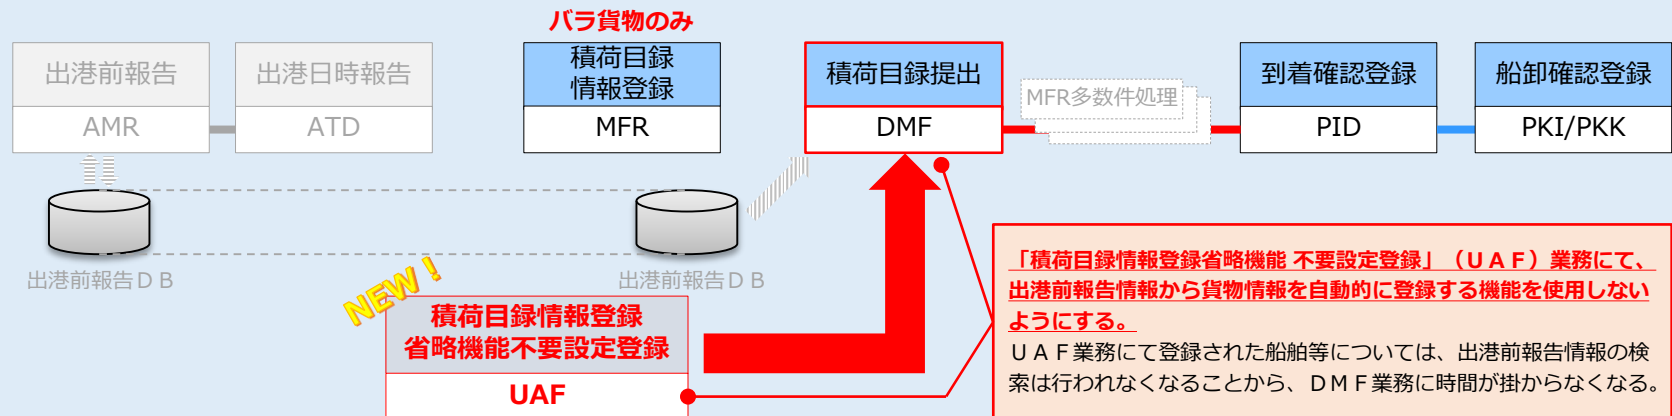 バラ貨物のみ
出港前報告
AMR
出港日時報告
ATD
積荷目録
情報登録
MFR
積荷目録提出
DMF
MFR多数件処理
到着確認登録
PID
船卸確認登録
PKI/PKK
出港前報告ＤＢ
出港前報告ＤＢ
NEW！
積荷目録情報登録
省略機能不要設定登録
UAF
「積荷目録情報登録省略機能 不要設定登録」（ＵＡＦ）業務にて、
出港前報告情報から貨物情報を自動的に登録する機能を使用しない
ようにする。
ＵＡＦ業務にて登録された船舶等については、出港前報告情報の検
索は行われなくなることから、ＤＭＦ業務に時間が掛からなくなる。